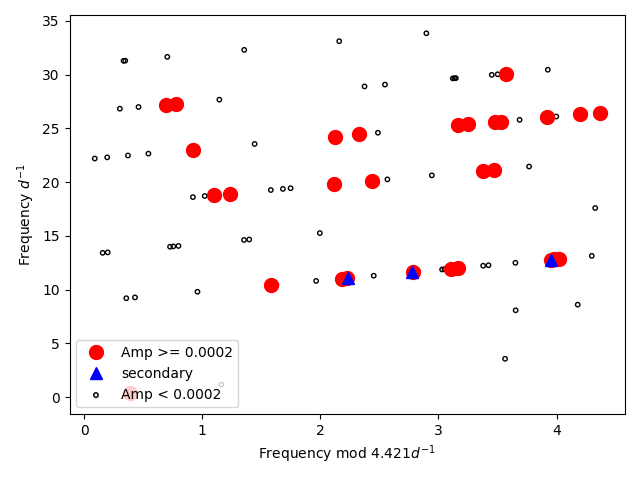 35
30
25
20
15
10
5
0
Frequency d⁻¹
Amp >= 0.0002
secondary
Amp < 0.0002
0 1 2 3 4
Frequency mod 4.421d⁻¹